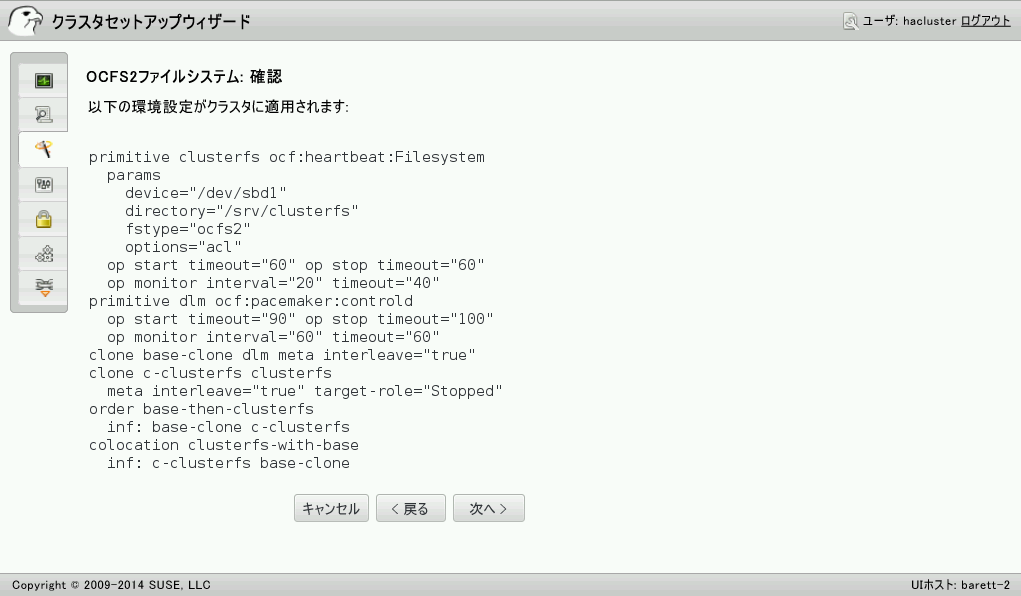 クラスタセットアップウィザード
ユーザ: hacluster ログアウト
OCFS2ファイルシステム: 確認
以下の環境設定がクラスタに適用されます:
primitive clusterfs ocf:heartbeat:Filesystem
params
device="/dev/sbd1"
directory="/srv/clusterfs"
fstype="ocfs2"
options="acl"
op start timeout="60" op stop timeout="60"
op monitor interval="20" timeout="40"
primitive dlm ocf:pacemaker:controld
op start timeout="90" op stop timeout="100"
op monitor interval="60" timeout="60"
clone base-clone dlm meta interleave="true"
clone c-clusterfs clusterfs
meta interleave="true" target-role="Stopped"
order base-then-clusterfs
inf: base-clone c-clusterfs
colocation clusterfs-with-base
inf: c-clusterfs base-clone
キャンセル < 戻る 次へ >
Copyright © 2009-2014 SUSE, LLC
UIホスト: barett-2